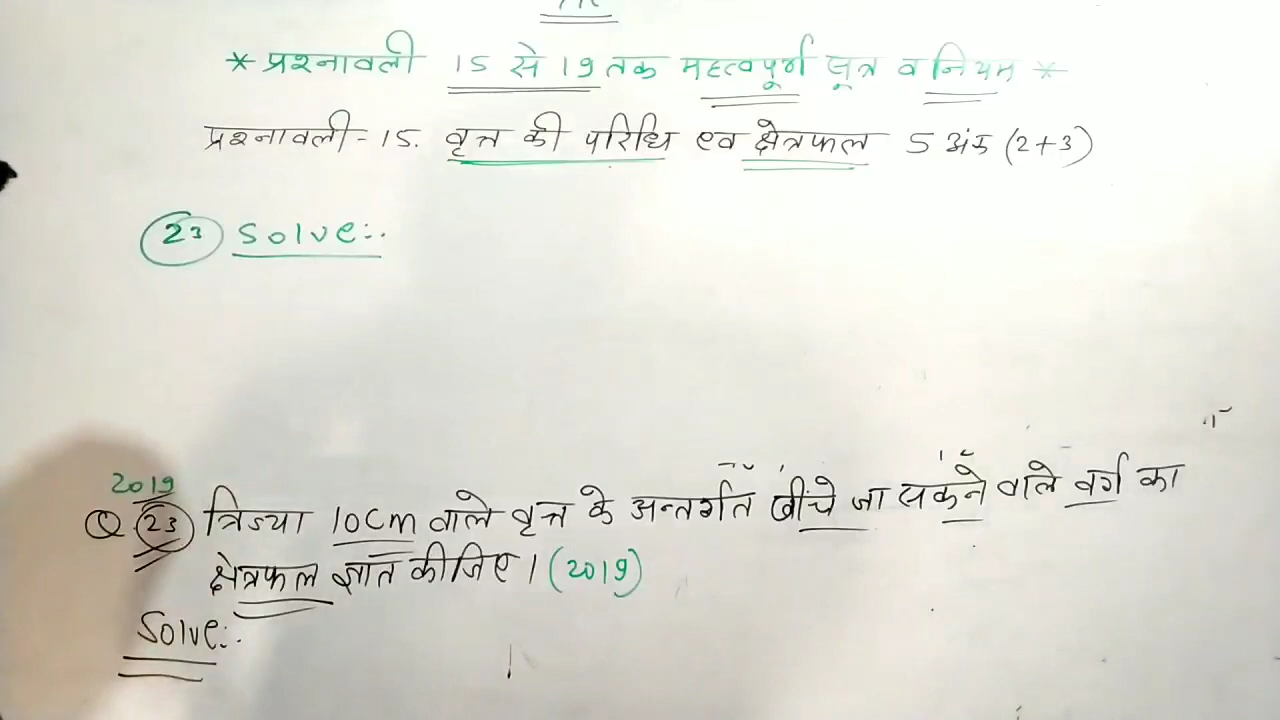 * प्रश्नावली 15 से 19 तक महत्वपूर्ण सूत्र व नियम *
प्रश्नावली-15. वृत्त की परिधि एव क्षेत्रफल 5 अंक (2+3)
23 Solve:.
2019
Q 23 त्रिज्या 10cm वाले वृत्त के अन्तर्गत खींचे जा सकने वाले वर्ग का
क्षेत्रफल ज्ञात कीजिए। (2019)
Solve:.